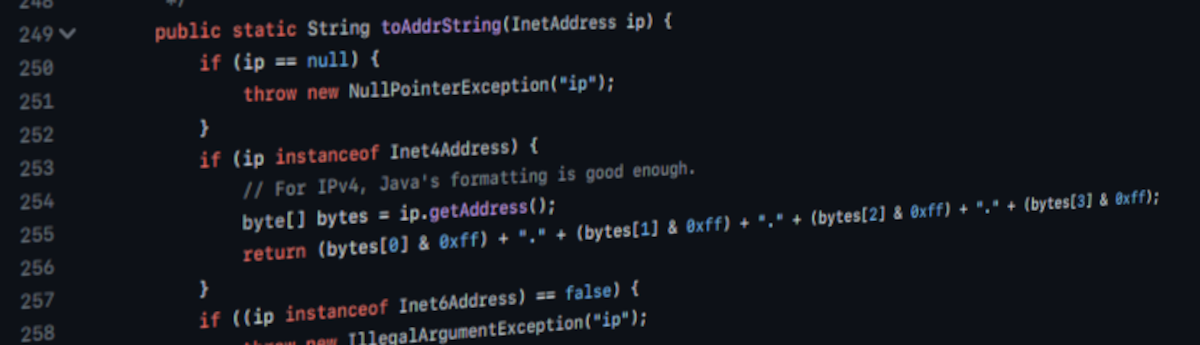 248 */
249 public static String toAddrString(InetAddress ip) {
250 if (ip == null) {
251 throw new NullPointerException("ip");
252 }
253 if (ip instanceof Inet4Address) {
254 // For IPv4, Java's formatting is good enough.
255 byte[] bytes = ip.getAddress();
256 return (bytes[0] & 0xff) + "." + (bytes[1] & 0xff) + "." + (bytes[2] & 0xff) + "." + (bytes[3] & 0xff);
257 }
258 if ((ip instanceof Inet6Address) == false) {
throw new IllegalArgumentException("ip");